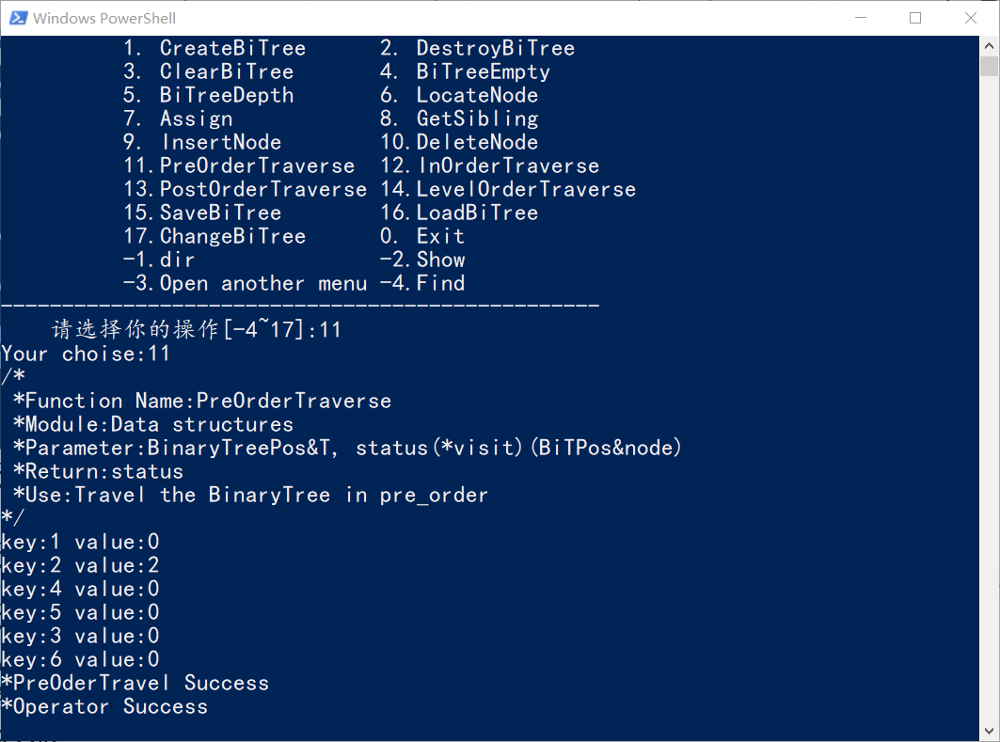 Windows PowerShell
1. CreateBiTree 2. DestroyBiTree
3. ClearBiTree 4. BiTreeEmpty
5. BiTreeDepth 6. LocateNode
7. Assign 8. GetSibling
9. InsertNode 10.DeleteNode
11.PreOrderTraverse 12.InOrderTraverse
13.PostOrderTraverse 14.LevelOrderTraverse
15.SaveBiTree 16.LoadBiTree
17.ChangeBiTree 0. Exit
-1.dir -2.Show
-3.Open another menu -4.Find
-------------------------------------------------
请选择你的操作[-4~17]:11
Your choise:11
/*
*Function Name:PreOrderTraverse
*Module:Data structures
*Parameter:BinaryTreePos&T, status(*visit)(BiTPos&node)
*Return:status
*Use:Travel the BinaryTree in pre_order
*/
key:1 value:0
key:2 value:2
key:4 value:0
key:5 value:0
key:3 value:0
key:6 value:0
*PreOderTravel Success
*Operator Success